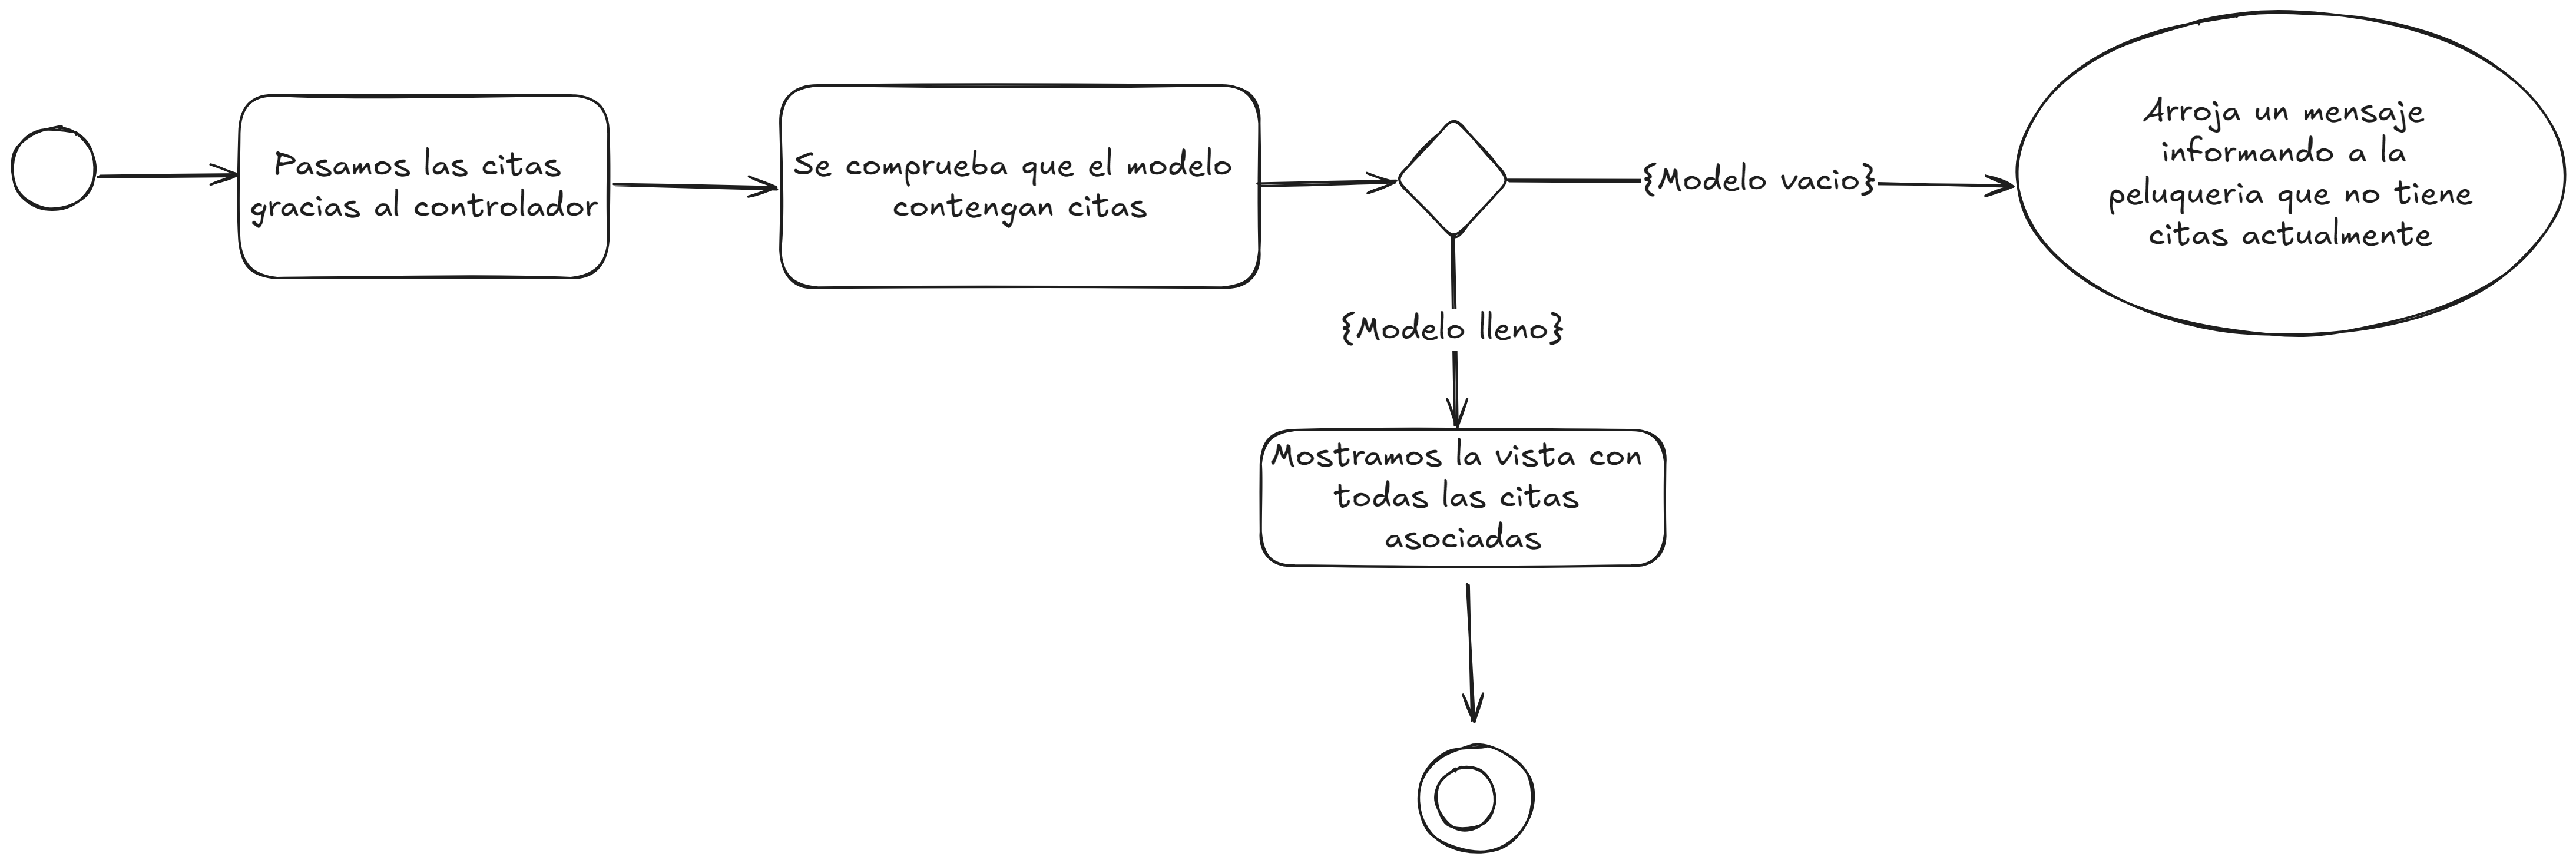 Pasamos las citas
gracias al controlador
Se comprueba que el modelo
contengan citas
{Modelo vacio}
Arroja un mensaje
informando a la
peluqueria que no tiene
citas actualmente
{Modelo lleno}
Mostramos la vista con
todas las citas
asociadas